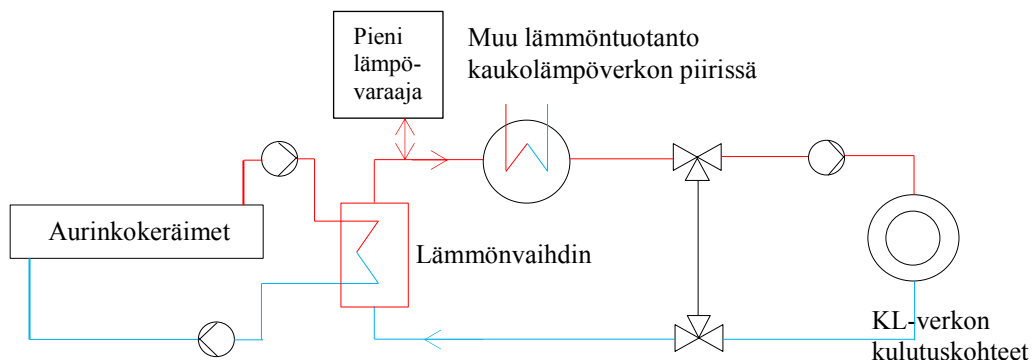 Pieni
lämpö-
varaaja
Muu lämmöntuotanto
kaukolämpöverkon piirissä
Aurinkokeräimet
Lämmönvaihdin
KL-verkon
kulutuskohteet